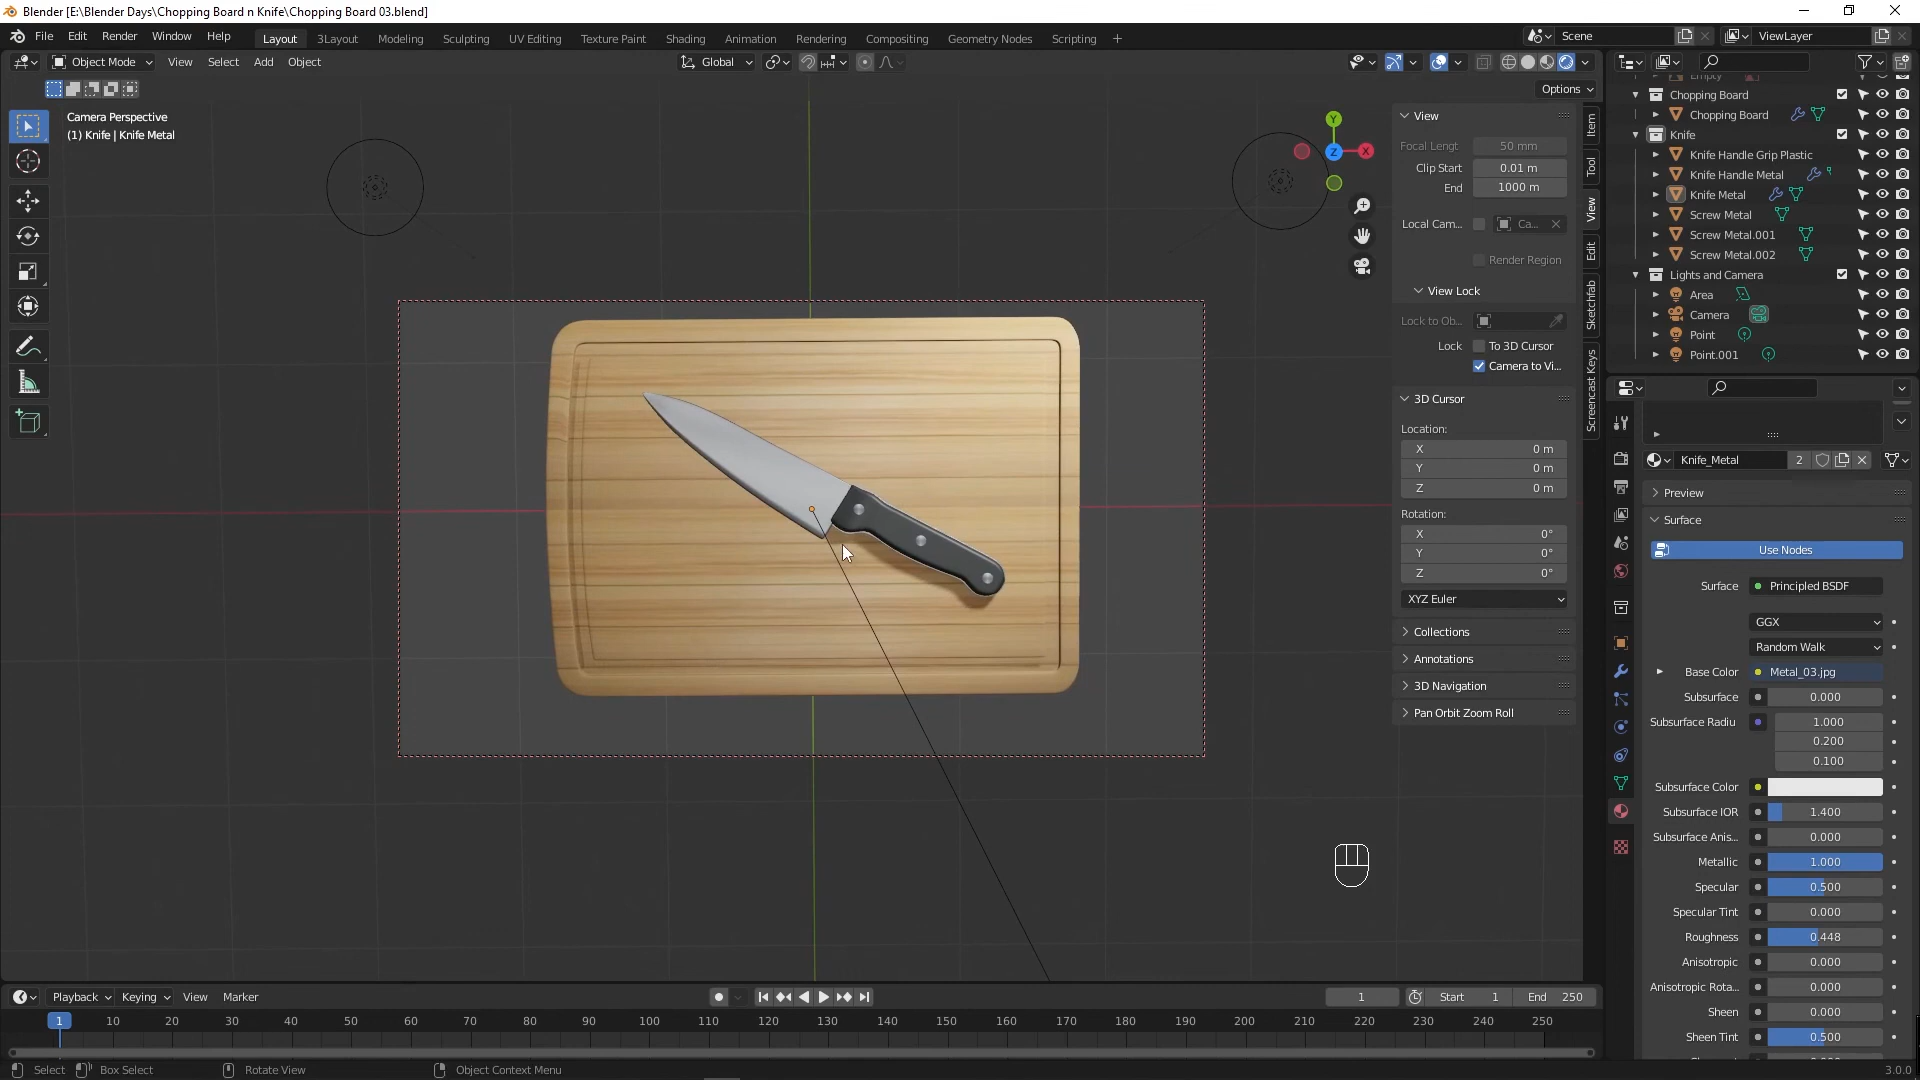 Blender [E:\Blender Days\Chopping Board n Knife\Chopping Board 03.blend]
File Edit Render Window Help Layout 3Layout Modeling Sculpting UV Editing Texture Paint Shading Animation Rendering Compositing Geometry Nodes Scripting + Scene ViewLayer
Object Mode View Select Add Object Global
Options
Camera Perspective
(1) Knife | Knife Metal
Y
X
Z
View
Focal Lengt 50 mm
Clip Start 0.01 m
End 1000 m
Local Cam... Ca...
Render Region
View Lock
Lock to Ob...
Lock To 3D Cursor
Camera to Vi...
3D Cursor
Location:
X 0 m
Y 0 m
Z 0 m
Rotation:
X 0°
Y 0°
Z 0°
XYZ Euler
Collections
Annotations
3D Navigation
Pan Orbit Zoom Roll
Item
Tool
View
Edit
Sketchfab
Screencast Keys
Empty
Chopping Board
Chopping Board
Knife
Knife Handle Grip Plastic
Knife Handle Metal
Knife Metal
Screw Metal
Screw Metal.001
Screw Metal.002
Lights and Camera
Area
Camera
Point
Point.001
Knife_Metal 2
Preview
Surface
Use Nodes
Surface Principled BSDF
GGX
Random Walk
Base Color Metal_03.jpg
Subsurface 0.000
Subsurface Radiu 1.000
0.200
0.100
Subsurface Color
Subsurface IOR 1.400
Subsurface Anis... 0.000
Metallic 1.000
Specular 0.500
Specular Tint 0.000
Roughness 0.448
Anisotropic 0.000
Anisotropic Rota... 0.000
Sheen 0.000
Sheen Tint 0.500
Playback Keying View Marker 1 Start 1 End 250
1 10 20 30 40 50 60 70 80 90 100 110 120 130 140 150 160 170 180 190 200 210 220 230 240 250
Select Box Select Rotate View Object Context Menu 3.0.0